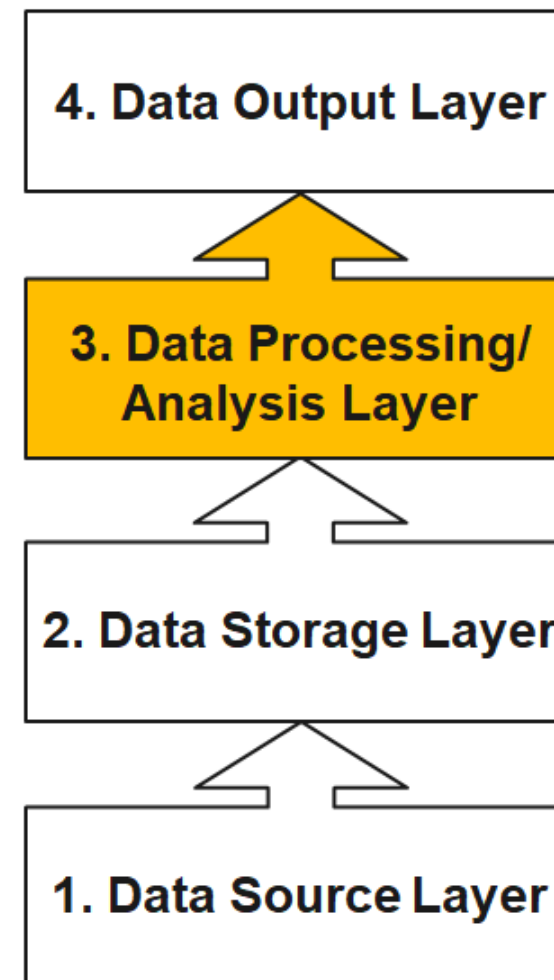 4. Data Output Layer
3. Data Processing/
Analysis Layer
2. Data Storage Layer
1. Data Source Layer